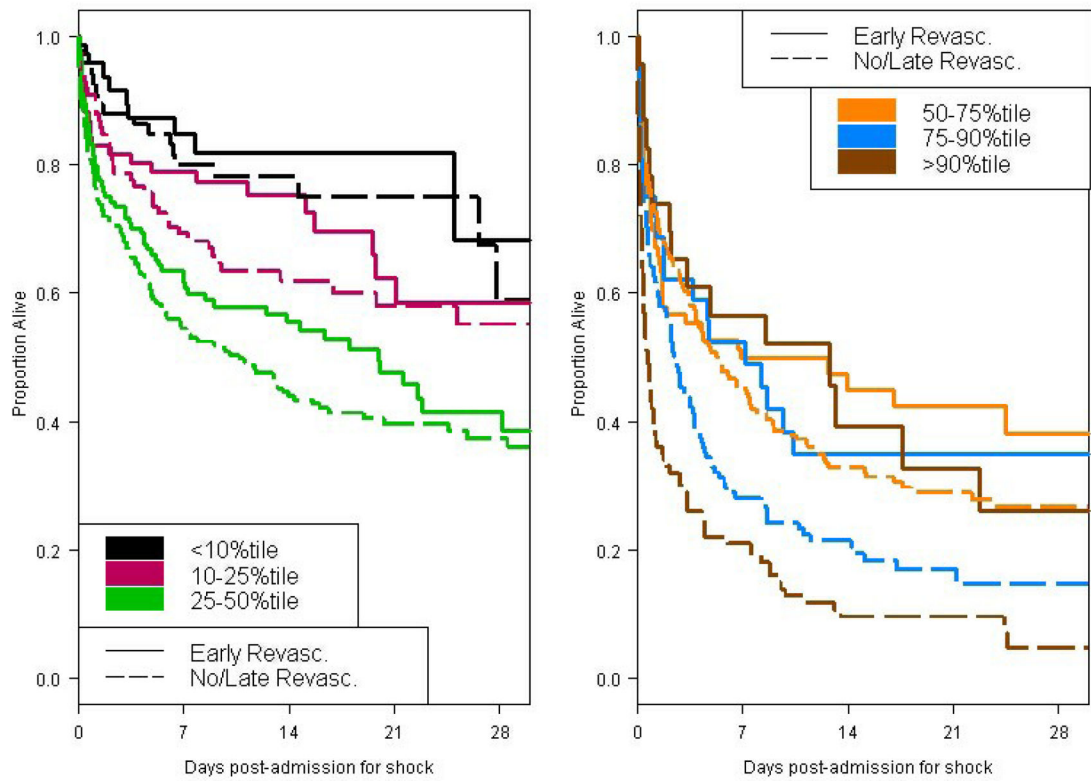 1.0
0.8
0.6
0.4
0.2
0.0
Proportion Alive
<10%tile
10-25%tile
25-50%tile
Early Revasc.
No/Late Revasc.
0 7 14 21 28
Days post-admission for shock
Early Revasc.
No/Late Revasc.
50-75%tile
75-90%tile
>90%tile
1.0
0.8
0.6
0.4
0.2
0.0
Proportion Alive
0 7 14 21 28
Days post-admission for shock